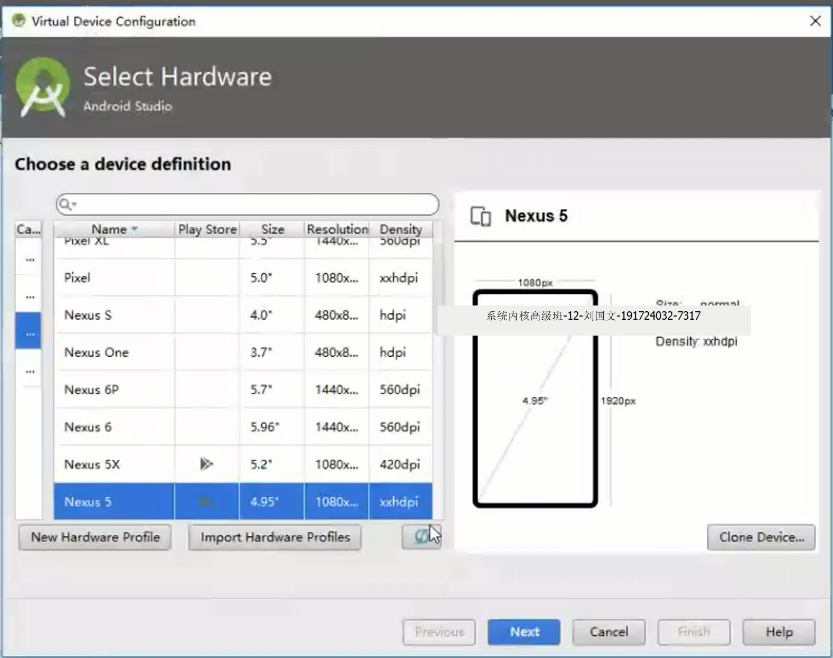 Virtual Device Configuration
Select Hardware
Android Studio
Choose a device definition
Ca... Name Play Store Size Resolution Density
... Pixel XL 5.5" 1440x... 560dpi
Pixel 5.0" 1080x... xxhdpi
... Nexus S 4.0" 480x8... hdpi
... Nexus One 3.7" 480x8... hdpi
... Nexus 6P 5.7" 1440x... 560dpi
Nexus 6 5.96" 1440x... 560dpi
Nexus 5X 5.2" 1080x... 420dpi
Nexus 5 4.95" 1080x... xxhdpi
New Hardware Profile Import Hardware Profiles
Nexus 5
1080px
Size: normal
系统内核高级班-12-刘国文-191724032-7317
Density: xxhdpi
4.95" 1920px
Clone Device...
Previous Next Cancel Finish Help